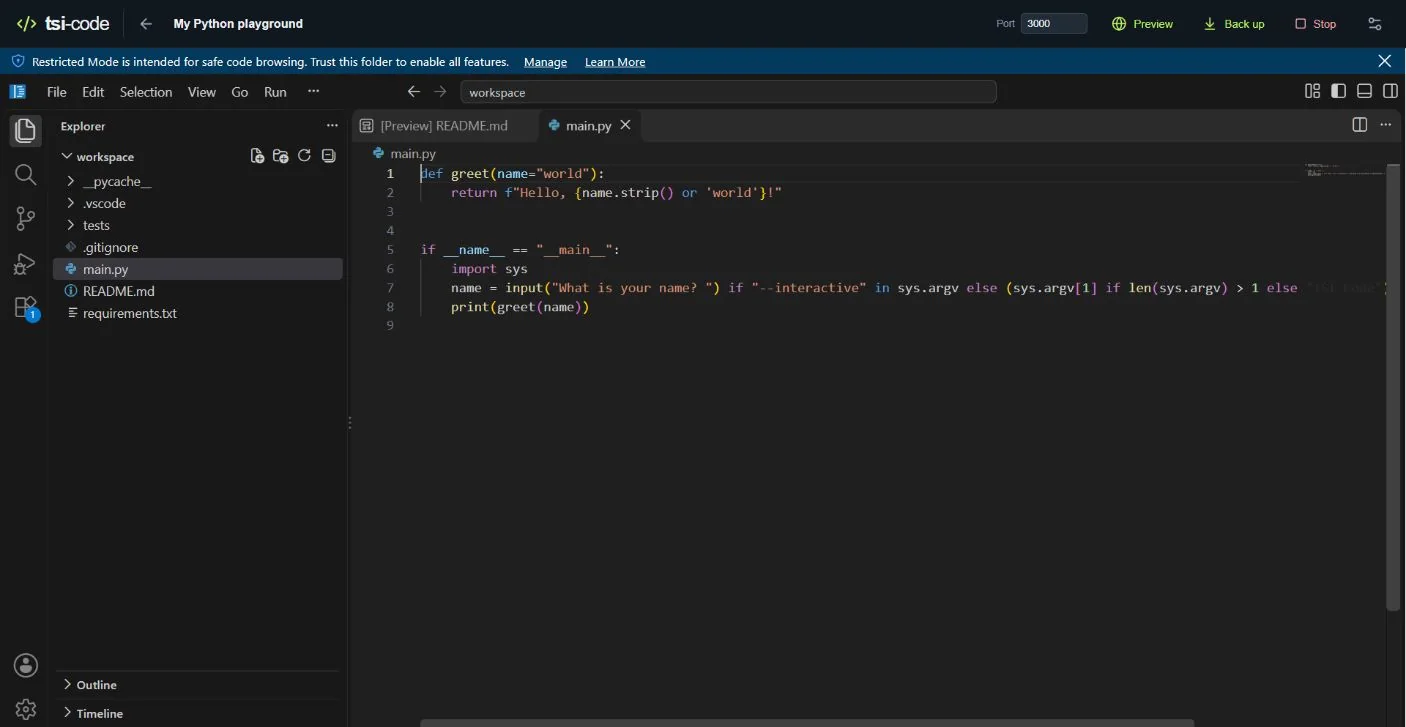 tsi-code
My Python playground
Port 3000
Preview
Back up
Stop
Restricted Mode is intended for safe code browsing. Trust this folder to enable all features. Manage Learn More
File Edit Selection View Go Run
workspace
Explorer
workspace
__pycache__
.vscode
tests
.gitignore
main.py
README.md
requirements.txt
1
Outline
Timeline
[Preview] README.md
main.py
main.py
1 def greet(name="world"):
2     return f"Hello, {name.strip() or 'world'}!"
3
4
5 if __name__ == "__main__":
6     import sys
7     name = input("What is your name? ") if "--interactive" in sys.argv else (sys.argv[1] if len(sys.argv) > 1 else
8     print(greet(name))
9